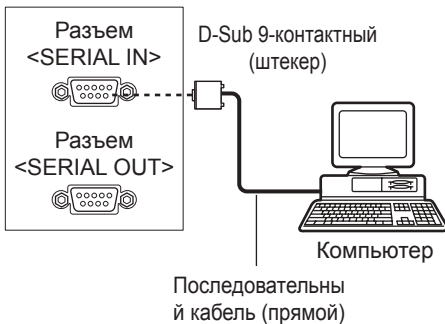 Разъем
<SERIAL IN>
D-Sub 9-контактный
(штекер)
Разъем
<SERIAL OUT>
Компьютер
Последовательны
й кабель (прямой)